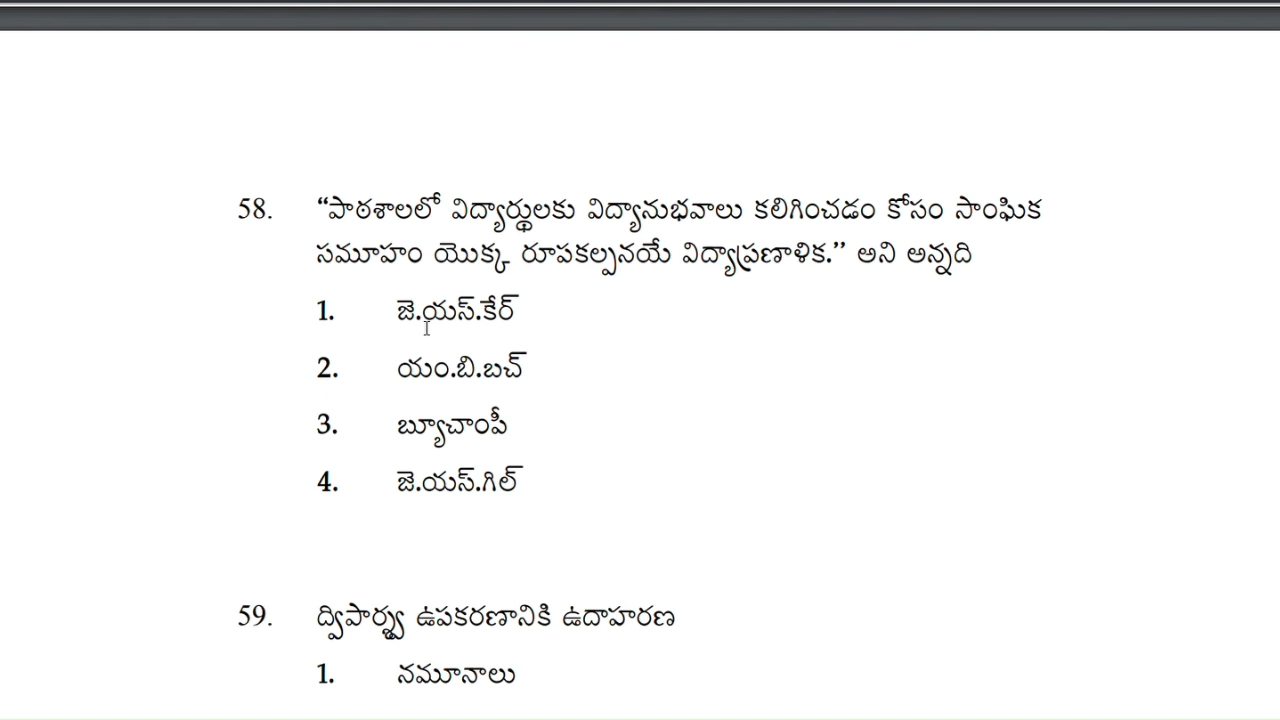 58. “పాఠశాలలో విద్యార్థులకు విద్యానుభవాలు కలిగించడం కోసం సాంఘిక
సమూహం యొక్క రూపకల్పనయే విద్యాప్రణాళిక.” అని అన్నది
1. జె.యస్.కేర్
2. యం.బి.బచ్
3. బ్యూచాంపీ
4. జె.యస్.గిల్
59. ద్విపార్శ్వ ఉపకరణానికి ఉదాహరణ
1. నమూనాలు